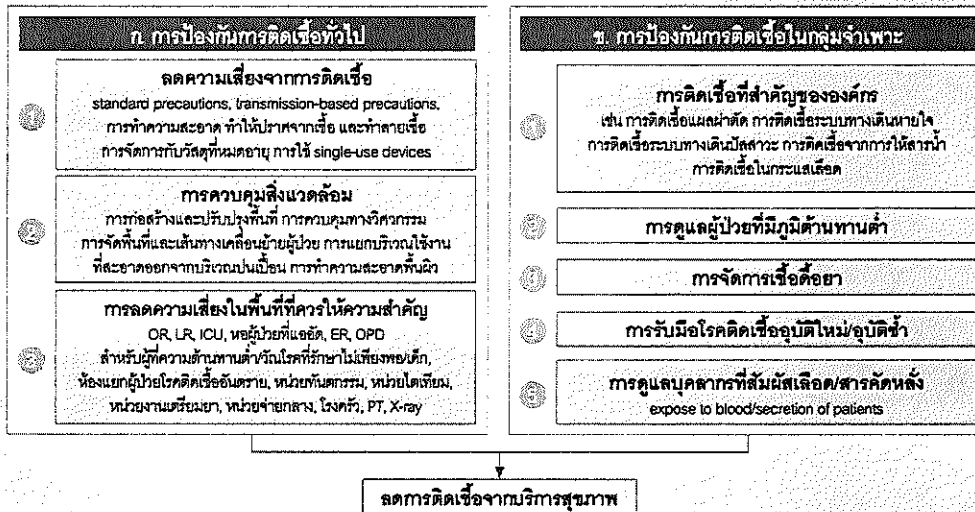 ก. การป้องกันการติดเชื้อทั่วไป
1
ลดความเสี่ยงจากการติดเชื้อ
standard precautions, transmission-based precautions,
การทำความสะอาด ทำให้ปราศจากเชื้อ และทำลายเชื้อ
การจัดการกับวัสดุที่หมดอายุ การใช้ single-use devices
2
การควบคุมสิ่งแวดล้อม
การก่อสร้างและปรับปรุงพื้นที่ การควบคุมทางวิศวกรรม
การจัดพื้นที่และเส้นทางเคลื่อนย้ายผู้ป่วย การแยกบริเวณใช้งาน
ที่สะอาดออกจากบริเวณปนเปื้อน การทำความสะอาดพื้นผิว
3
การลดความเสี่ยงในพื้นที่ที่ควรให้ความสำคัญ
OR, LR, ICU, หอผู้ป่วยที่แออัด, ER, OPD
สำหรับผู้ที่ความต้านทานต่ำ/วัณโรคที่รักษาไม่เพียงพอ/เด็ก,
ห้องแยกผู้ป่วยโรคติดเชื้ออันตราย, หน่วยทันตกรรม, หน่วยไตเทียม,
หน่วยงานเตรียมยา, หน่วยจ่ายกลาง, โรงครัว, PT, X-ray
ข. การป้องกันการติดเชื้อในกลุ่มจำเพาะ
การติดเชื้อที่สำคัญขององค์กร
เช่น การติดเชื้อแผลผ่าตัด การติดเชื้อระบบทางเดินหายใจ
การติดเชื้อระบบทางเดินปัสสาวะ การติดเชื้อจากการให้สารน้ำ
การติดเชื้อในกระแสเลือด
การดูแลผู้ป่วยที่มีภูมิต้านทานต่ำ
การจัดการเชื้อดื้อยา
4
การรับมือโรคติดเชื้ออุบัติใหม่/อุบัติซ้ำ
5
การดูแลบุคลากรที่สัมผัสเลือด/สารคัดหลั่ง
expose to blood/secretion of patients
ลดการติดเชื้อจากบริการสุขภาพ